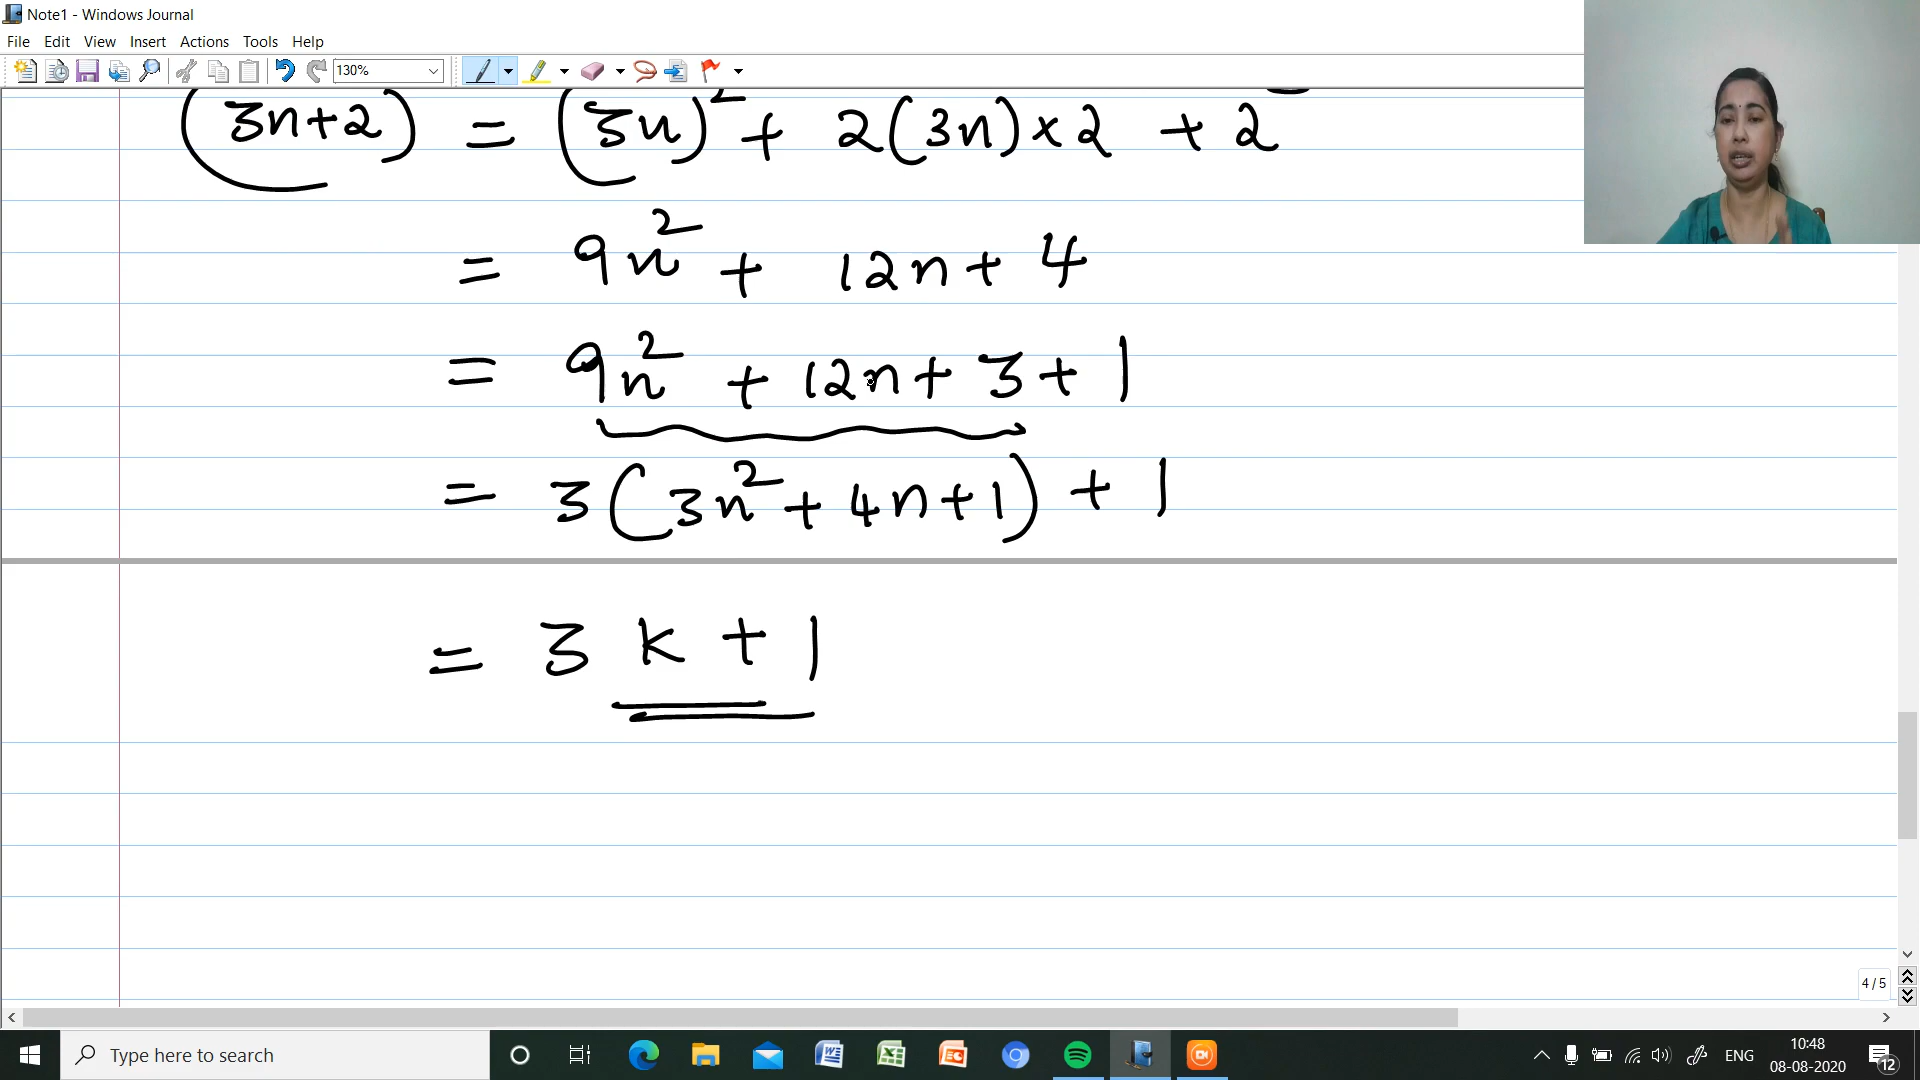 Note1 - Windows Journal
File Edit View Insert Actions Tools Help
130%
(3n+2) = (3n)² + 2(3n)×2 + 2
= 9n² + 12n + 4
= 9n² + 12n + 3 + 1
= 3(3n² + 4n + 1) + 1
= 3 k + 1
4 / 5
Type here to search
ENG
10:48
08-08-2020
12